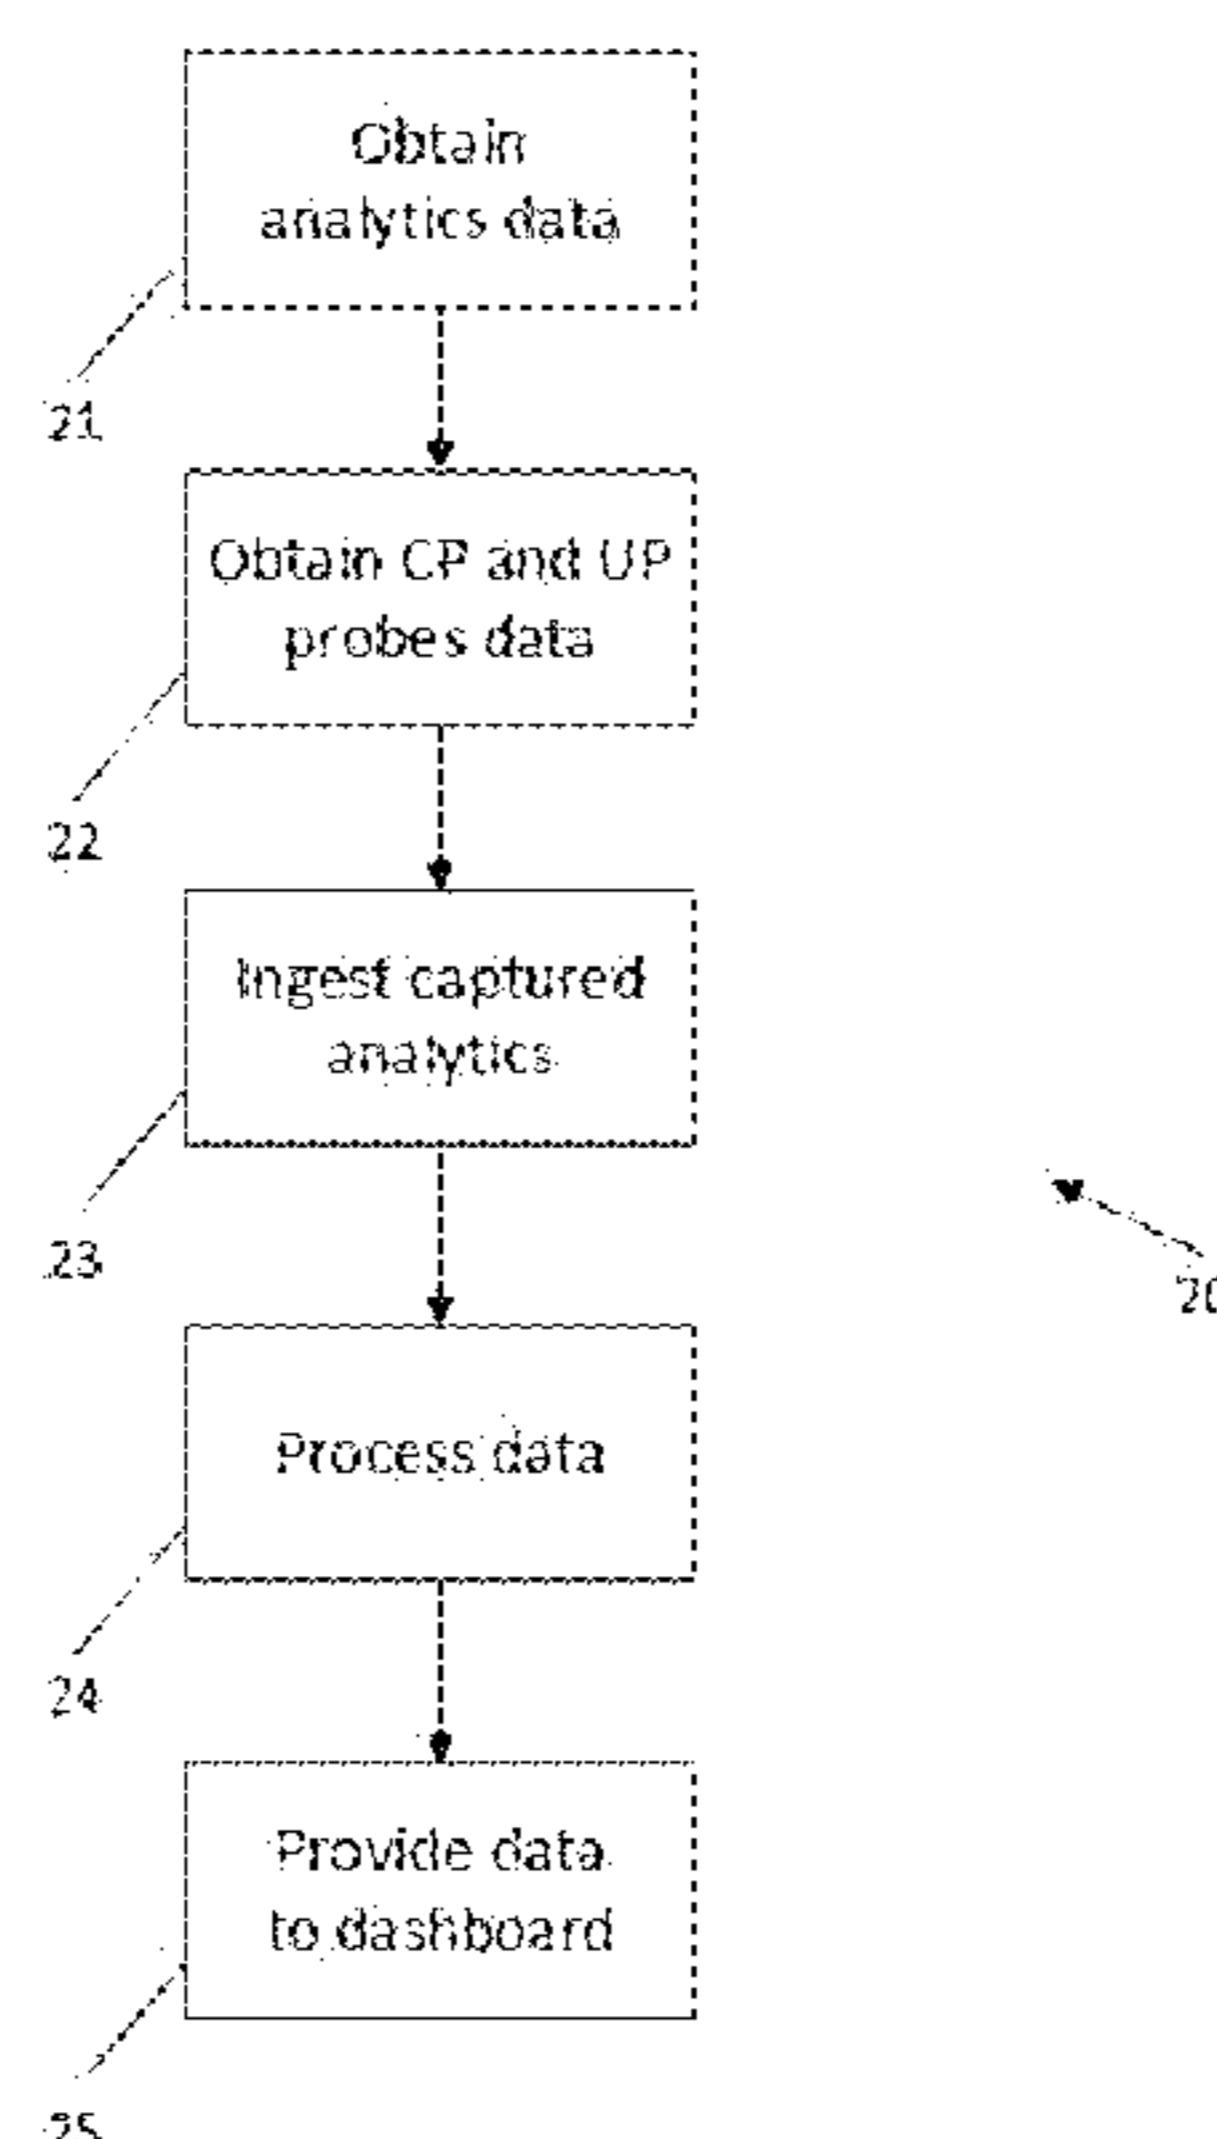 Obtain
analytics data
21
Obtain CP and UP
probes data
22
Ingest captured
analytics
23
20
Process data
24
Provide data
to dashboard
25